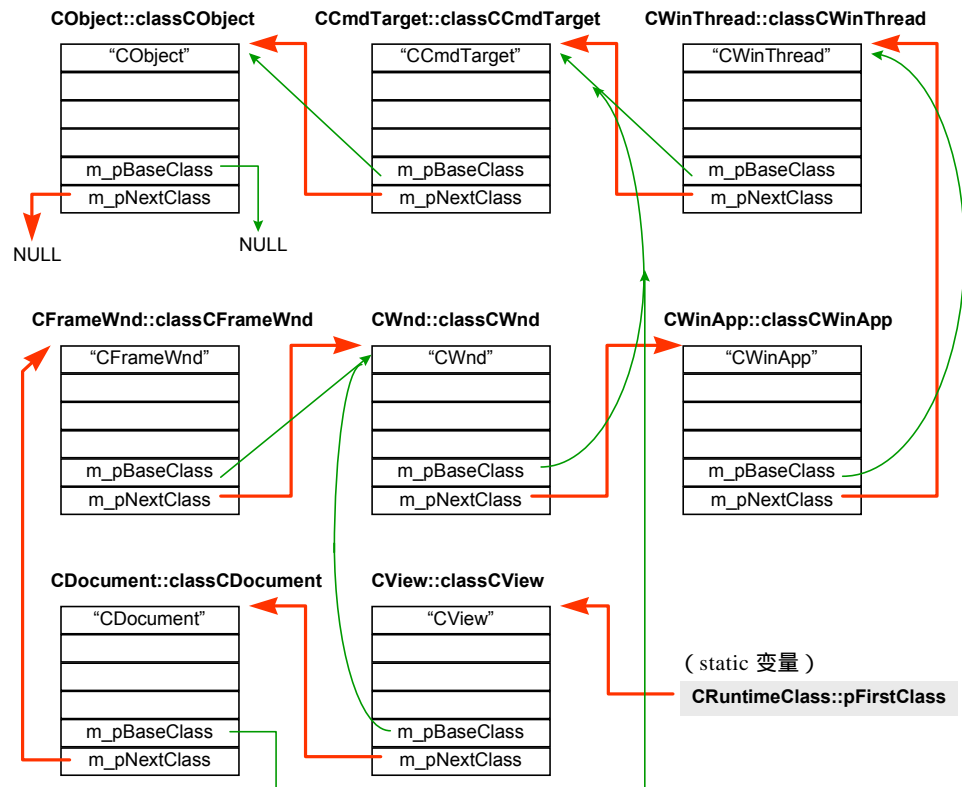 CObject::classCObject
“CObject”
m_pBaseClass
m_pNextClass
NULL
NULL
CCmdTarget::classCCmdTarget
“CCmdTarget”
m_pBaseClass
m_pNextClass
CWinThread::classCWinThread
“CWinThread”
m_pBaseClass
m_pNextClass
CFrameWnd::classCFrameWnd
“CFrameWnd”
m_pBaseClass
m_pNextClass
CWnd::classCWnd
“CWnd”
m_pBaseClass
m_pNextClass
CWinApp::classCWinApp
“CWinApp”
m_pBaseClass
m_pNextClass
CDocument::classCDocument
“CDocument”
m_pBaseClass
m_pNextClass
CView::classCView
“CView”
m_pBaseClass
m_pNextClass
（static 变量）
CRuntimeClass::pFirstClass